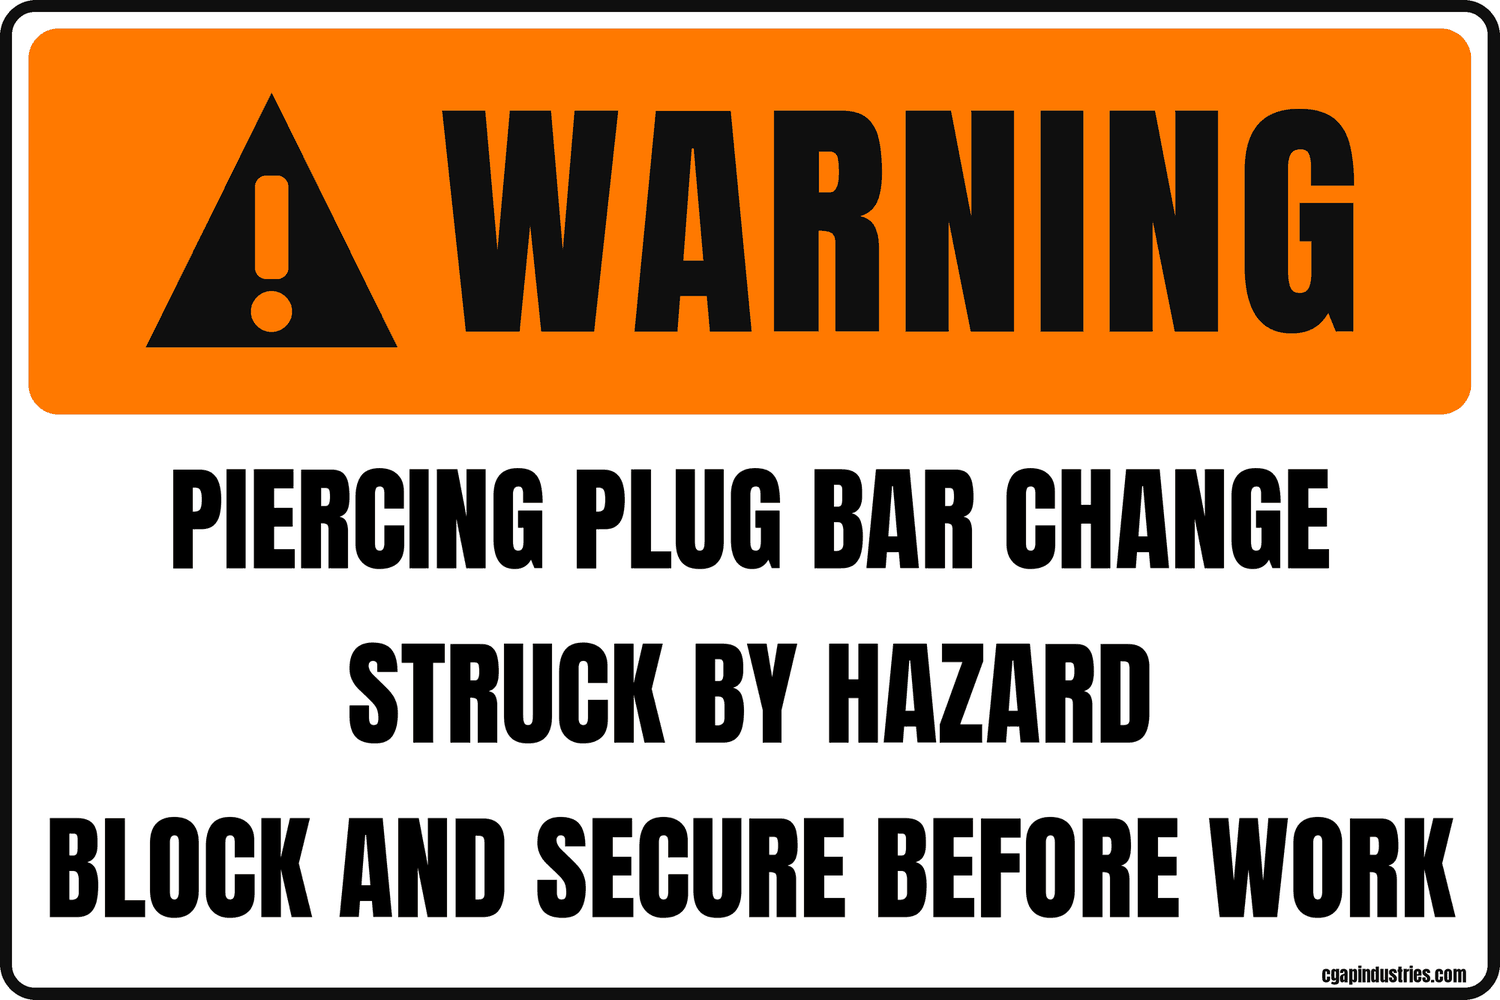 WARNING
PIERCING PLUG BAR CHANGE
STRUCK BY HAZARD
BLOCK AND SECURE BEFORE WORK
cgapindustries.com